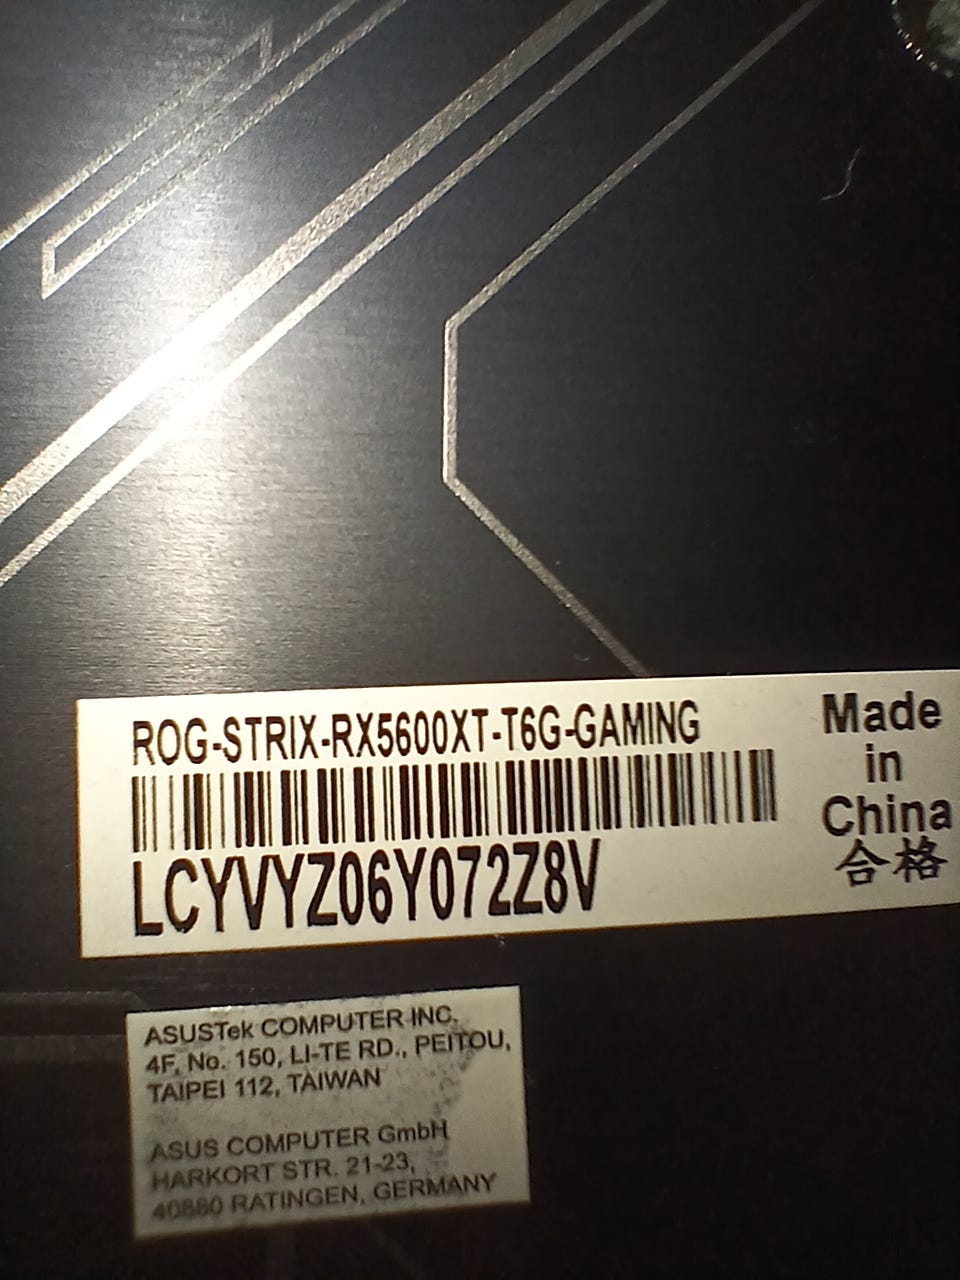 ROG-STRIX-RX5600XT-T6G-GAMING
LCYVYZ06Y072Z8V
Made
in
China
合格
ASUSTek COMPUTER INC.
4F, No. 150, LI-TE RD., PEITOU,
TAIPEI 112, TAIWAN
ASUS COMPUTER GmbH
HARKORT STR. 21-23,
40880 RATINGEN, GERMANY